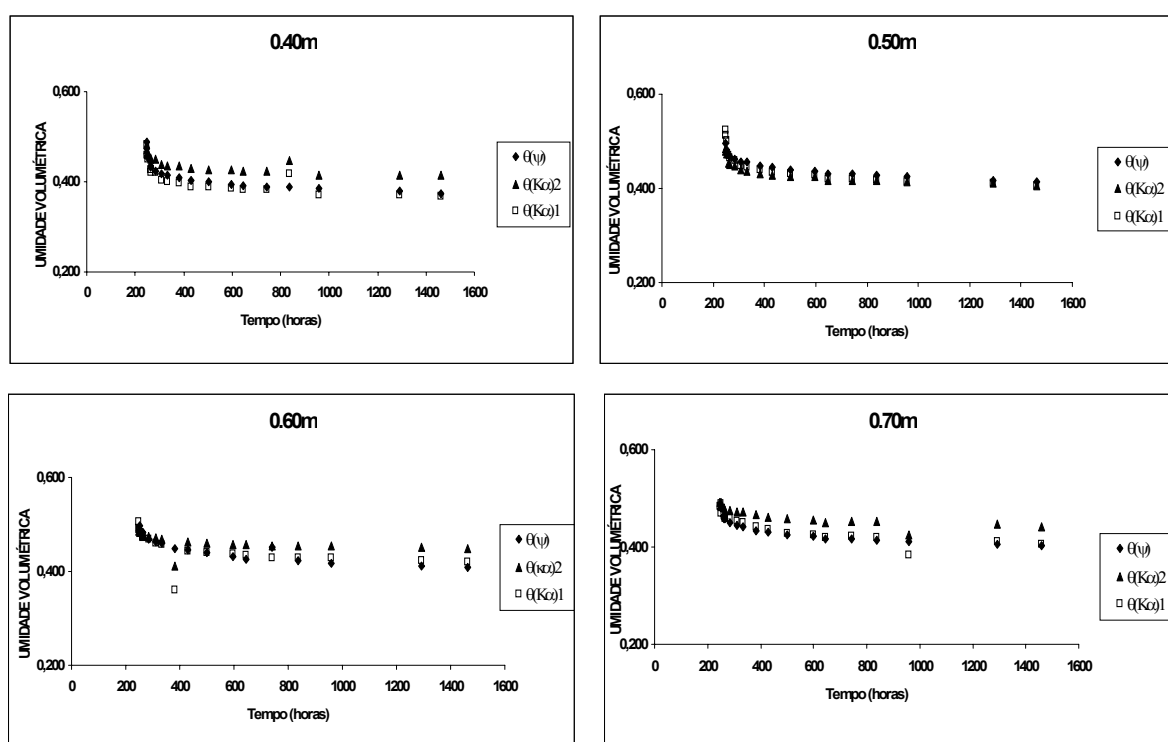 0.40m
UMIDADE VOLUMÉTRICA
0,600
0,400
0,200
0 200 400 600 800 1000 1200 1400 1600
Tempo (horas)
θ(ψ)
θ(Kα)2
θ(Kα)1
0.50m
UMIDADE VOLUMÉTRICA
0,600
0,400
0,200
0 200 400 600 800 1000 1200 1400 1600
Tempo (horas)
θ(ψ)
θ(Kα)2
θ(Kα)1
0.60m
UMIDADE VOLUMÉTRICA
0,600
0,400
0,200
0 200 400 600 800 1000 1200 1400 1600
Tempo (horas)
θ(ψ)
θ(κα)2
θ(Kα)1
0.70m
UMIDADE VOLUMÉTRICA
0,600
0,400
0,200
0 200 400 600 800 1000 1200 1400 1600
Tempo (horas)
θ(ψ)
θ(Kα)2
θ(Kα)1